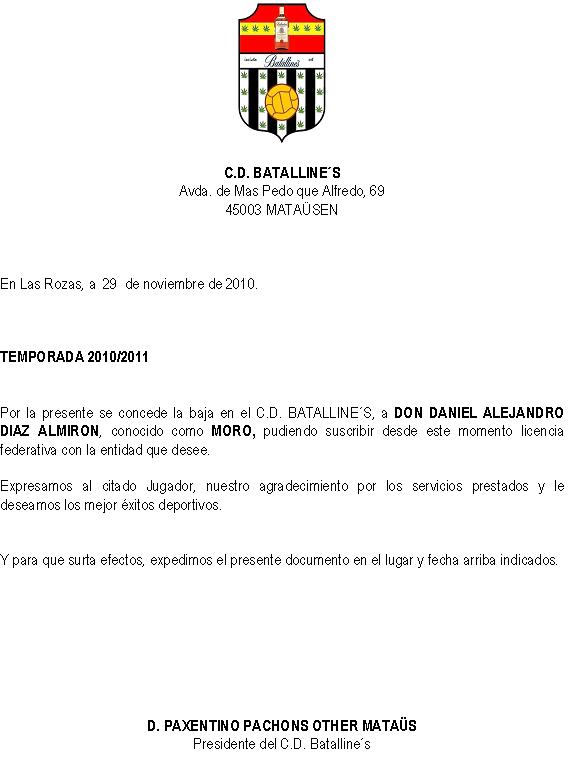 Batalliné's
C.D. BATALLINE´S
Avda. de Mas Pedo que Alfredo, 69
45003 MATAÜSEN
En Las Rozas, a 29 de noviembre de 2010.
TEMPORADA 2010/2011
Por la presente se concede la baja en el C.D. BATALLINE´S, a DON DANIEL ALEJANDRO
DIAZ ALMIRON, conocido como MORO, pudiendo suscribir desde este momento licencia
federativa con la entidad que desee.
Expresamos al citado Jugador, nuestro agradecimiento por los servicios prestados y le
deseamos los mejor éxitos deportivos.
Y para que surta efectos, expedimos el presente documento en el lugar y fecha arriba indicados.
D. PAXENTINO PACHONS OTHER MATAÜS
Presidente del C.D. Batalline´s